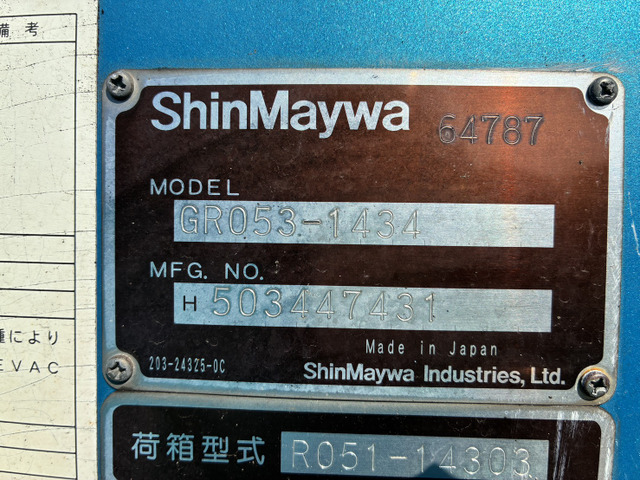 備考
ShinMaywa 64787
MODEL
GR053-1434
MFG. NO.
H 503447431
Made in Japan
203-24325-0C
ShinMaywa Industries, Ltd.
種により
EVAC
荷箱型式 R051-14303